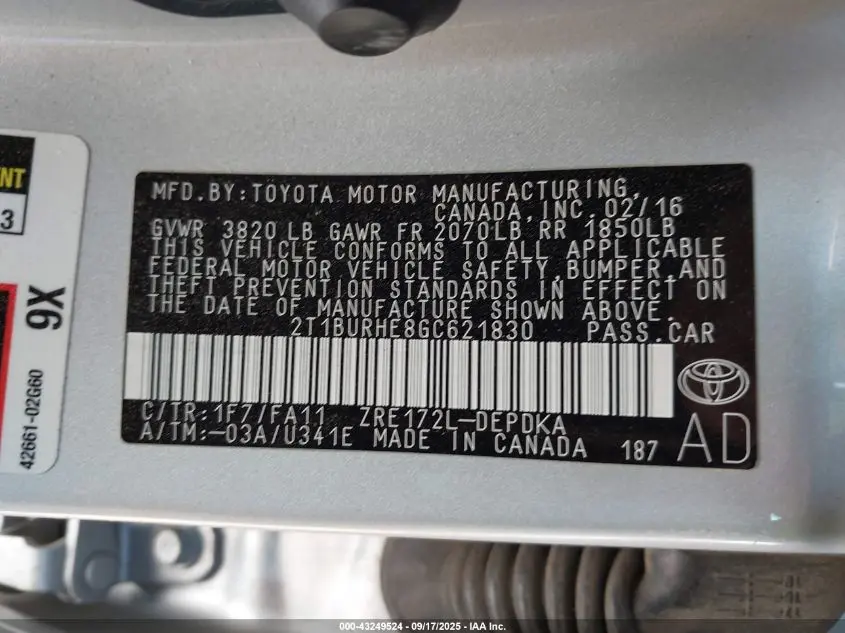 NT
3
9X
42661-02G60
MFD.BY:TOYOTA MOTOR MANUFACTURING,
CANADA,INC.02/16
GVWR 3820 LB GAWR FR 2070LB RR 1850LB
THIS VEHICLE CONFORMS TO ALL APPLICABLE
FEDERAL MOTOR VEHICLE SAFETY,BUMPER,AND
THEFT PREVENTION STANDARDS IN EFFECT ON
THE DATE OF MANUFACTURE SHOWN ABOVE.
2T1BURHE8GC621830 PASS.CAR
C/TR:1F7/FA11 ZRE172L-DEPDKA
A/TM:-03A/U341E MADE IN CANADA 187 AD
000-43249524 - 09/17/2025 - IAA Inc.